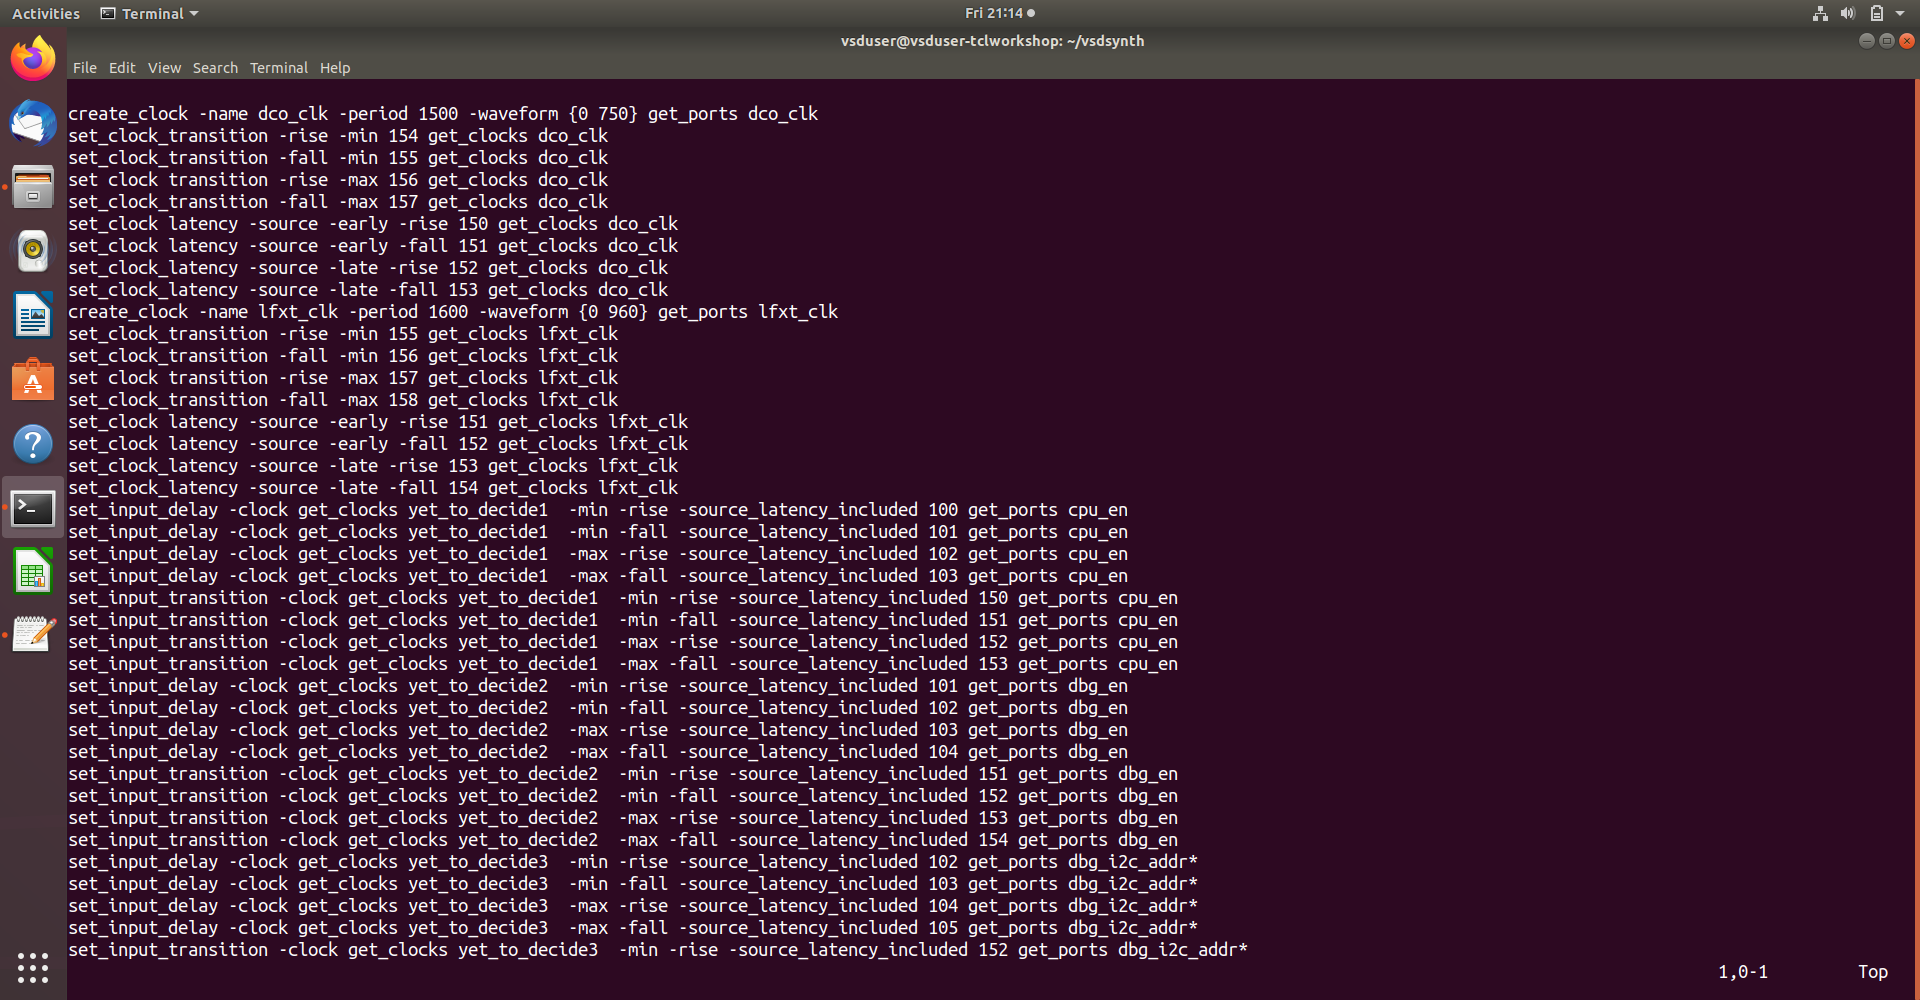 Activities
Terminal
Fri 21:14
vsduser@vsduser-tclworkshop: ~/vsdsynth
File Edit View Search Terminal Help
create_clock -name dco_clk -period 1500 -waveform {0 750} get_ports dco_clk
set_clock_transition -rise -min 154 get_clocks dco_clk
set_clock_transition -fall -min 155 get_clocks dco_clk
set clock transition -rise -max 156 get_clocks dco_clk
set_clock_transition -fall -max 157 get_clocks dco_clk
set_clock latency -source -early -rise 150 get_clocks dco_clk
set_clock latency -source -early -fall 151 get_clocks dco_clk
set_clock_latency -source -late -rise 152 get_clocks dco_clk
set_clock_latency -source -late -fall 153 get_clocks dco_clk
create_clock -name lfxt_clk -period 1600 -waveform {0 960} get_ports lfxt_clk
set_clock_transition -rise -min 155 get_clocks lfxt_clk
set_clock_transition -fall -min 156 get_clocks lfxt_clk
set clock transition -rise -max 157 get_clocks lfxt_clk
set_clock_transition -fall -max 158 get_clocks lfxt_clk
set_clock latency -source -early -rise 151 get_clocks lfxt_clk
set_clock latency -source -early -fall 152 get_clocks lfxt_clk
set_clock_latency -source -late -rise 153 get_clocks lfxt_clk
set_clock_latency -source -late -fall 154 get_clocks lfxt_clk
set_input_delay -clock get_clocks yet_to_decide1  -min -rise -source_latency_included 100 get_ports cpu_en
set_input_delay -clock get_clocks yet_to_decide1  -min -fall -source_latency_included 101 get_ports cpu_en
set_input_delay -clock get_clocks yet_to_decide1  -max -rise -source_latency_included 102 get_ports cpu_en
set_input_delay -clock get_clocks yet_to_decide1  -max -fall -source_latency_included 103 get_ports cpu_en
set_input_transition -clock get_clocks yet_to_decide1  -min -rise -source_latency_included 150 get_ports cpu_en
set_input_transition -clock get_clocks yet_to_decide1  -min -fall -source_latency_included 151 get_ports cpu_en
set_input_transition -clock get_clocks yet_to_decide1  -max -rise -source_latency_included 152 get_ports cpu_en
set_input_transition -clock get_clocks yet_to_decide1  -max -fall -source_latency_included 153 get_ports cpu_en
set_input_delay -clock get_clocks yet_to_decide2  -min -rise -source_latency_included 101 get_ports dbg_en
set_input_delay -clock get_clocks yet_to_decide2  -min -fall -source_latency_included 102 get_ports dbg_en
set_input_delay -clock get_clocks yet_to_decide2  -max -rise -source_latency_included 103 get_ports dbg_en
set_input_delay -clock get_clocks yet_to_decide2  -max -fall -source_latency_included 104 get_ports dbg_en
set_input_transition -clock get_clocks yet_to_decide2  -min -rise -source_latency_included 151 get_ports dbg_en
set_input_transition -clock get_clocks yet_to_decide2  -min -fall -source_latency_included 152 get_ports dbg_en
set_input_transition -clock get_clocks yet_to_decide2  -max -rise -source_latency_included 153 get_ports dbg_en
set_input_transition -clock get_clocks yet_to_decide2  -max -fall -source_latency_included 154 get_ports dbg_en
set_input_delay -clock get_clocks yet_to_decide3  -min -rise -source_latency_included 102 get_ports dbg_i2c_addr*
set_input_delay -clock get_clocks yet_to_decide3  -min -fall -source_latency_included 103 get_ports dbg_i2c_addr*
set_input_delay -clock get_clocks yet_to_decide3  -max -rise -source_latency_included 104 get_ports dbg_i2c_addr*
set_input_delay -clock get_clocks yet_to_decide3  -max -fall -source_latency_included 105 get_ports dbg_i2c_addr*
set_input_transition -clock get_clocks yet_to_decide3  -min -rise -source_latency_included 152 get_ports dbg_i2c_addr*
1,0-1 Top